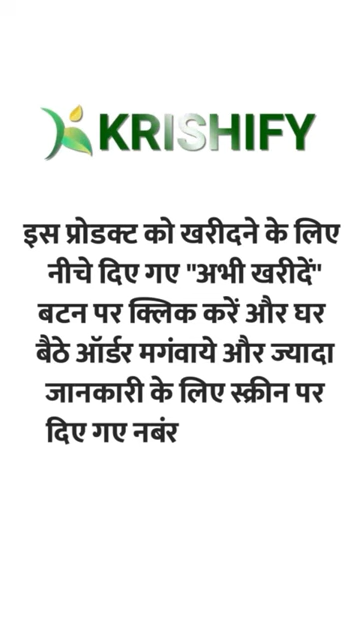 KRISHIFY
इस प्रोडक्ट को खरीदने के लिए
नीचे दिए गए "अभी खरीदें"
बटन पर क्लिक करें और घर
बैठे ऑर्डर मगंवाये और ज्यादा
जानकारी के लिए स्क्रीन पर
दिए गए नबंर